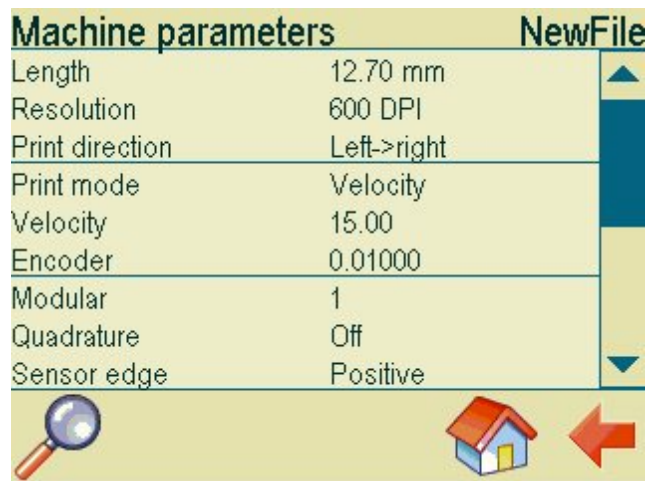 Machine parameters NewFile
Length 12.70 mm
Resolution 600 DPI
Print direction Left->right
Print mode Velocity
Velocity 15.00
Encoder 0.01000
Modular 1
Quadrature Off
Sensor edge Positive